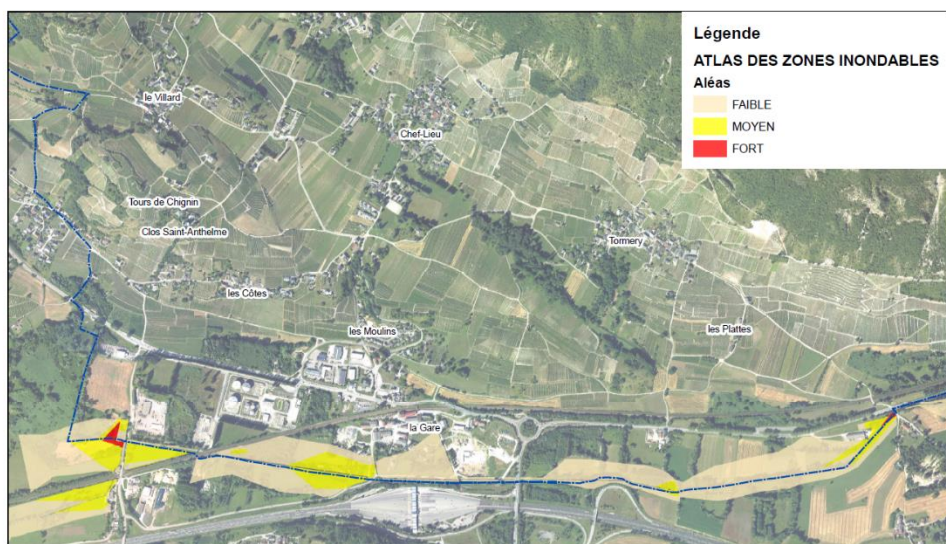 Légende
ATLAS DES ZONES INONDABLES
Aléas
FAIBLE
MOYEN
FORT
le Villard
Chef-Lieu
Tours de Chignin
Clos Saint-Anthelme
Tormery
les Côtes
les Moulins
les Plattes
la Gare
P